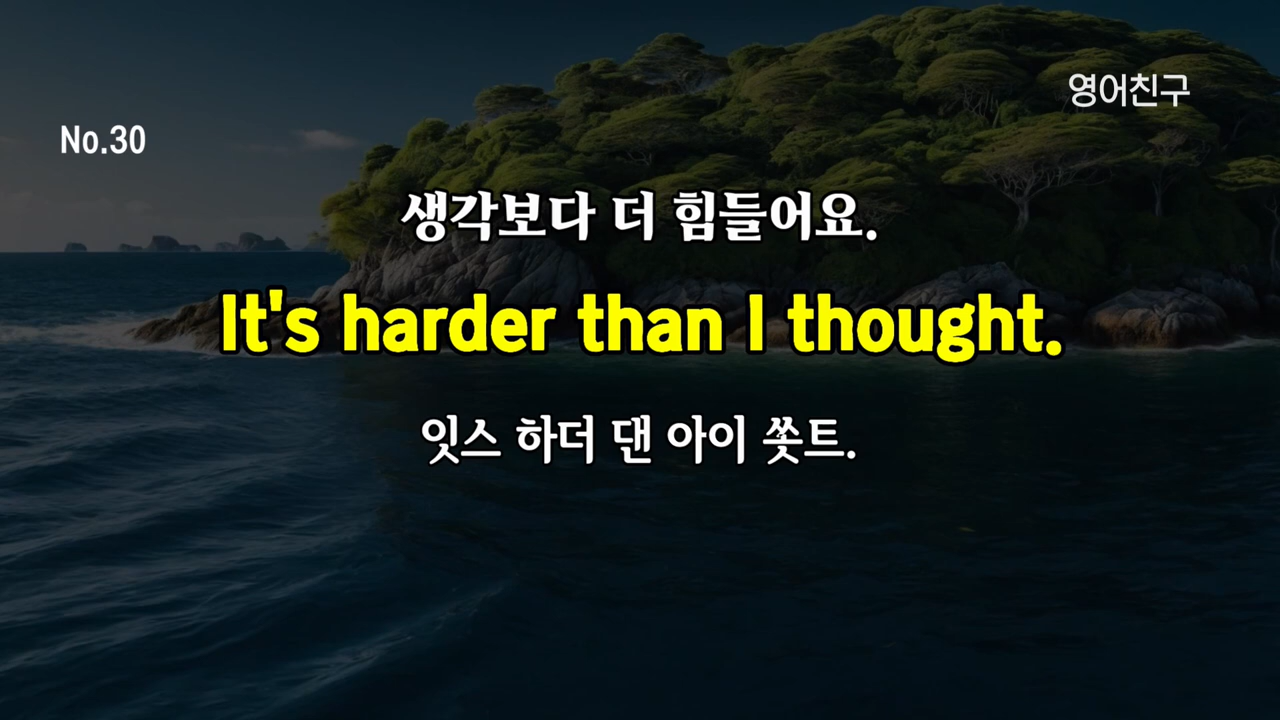 영어친구
No.30
생각보다 더 힘들어요.
It's harder than I thought.
잇스 하더 댄 아이 쏫트.